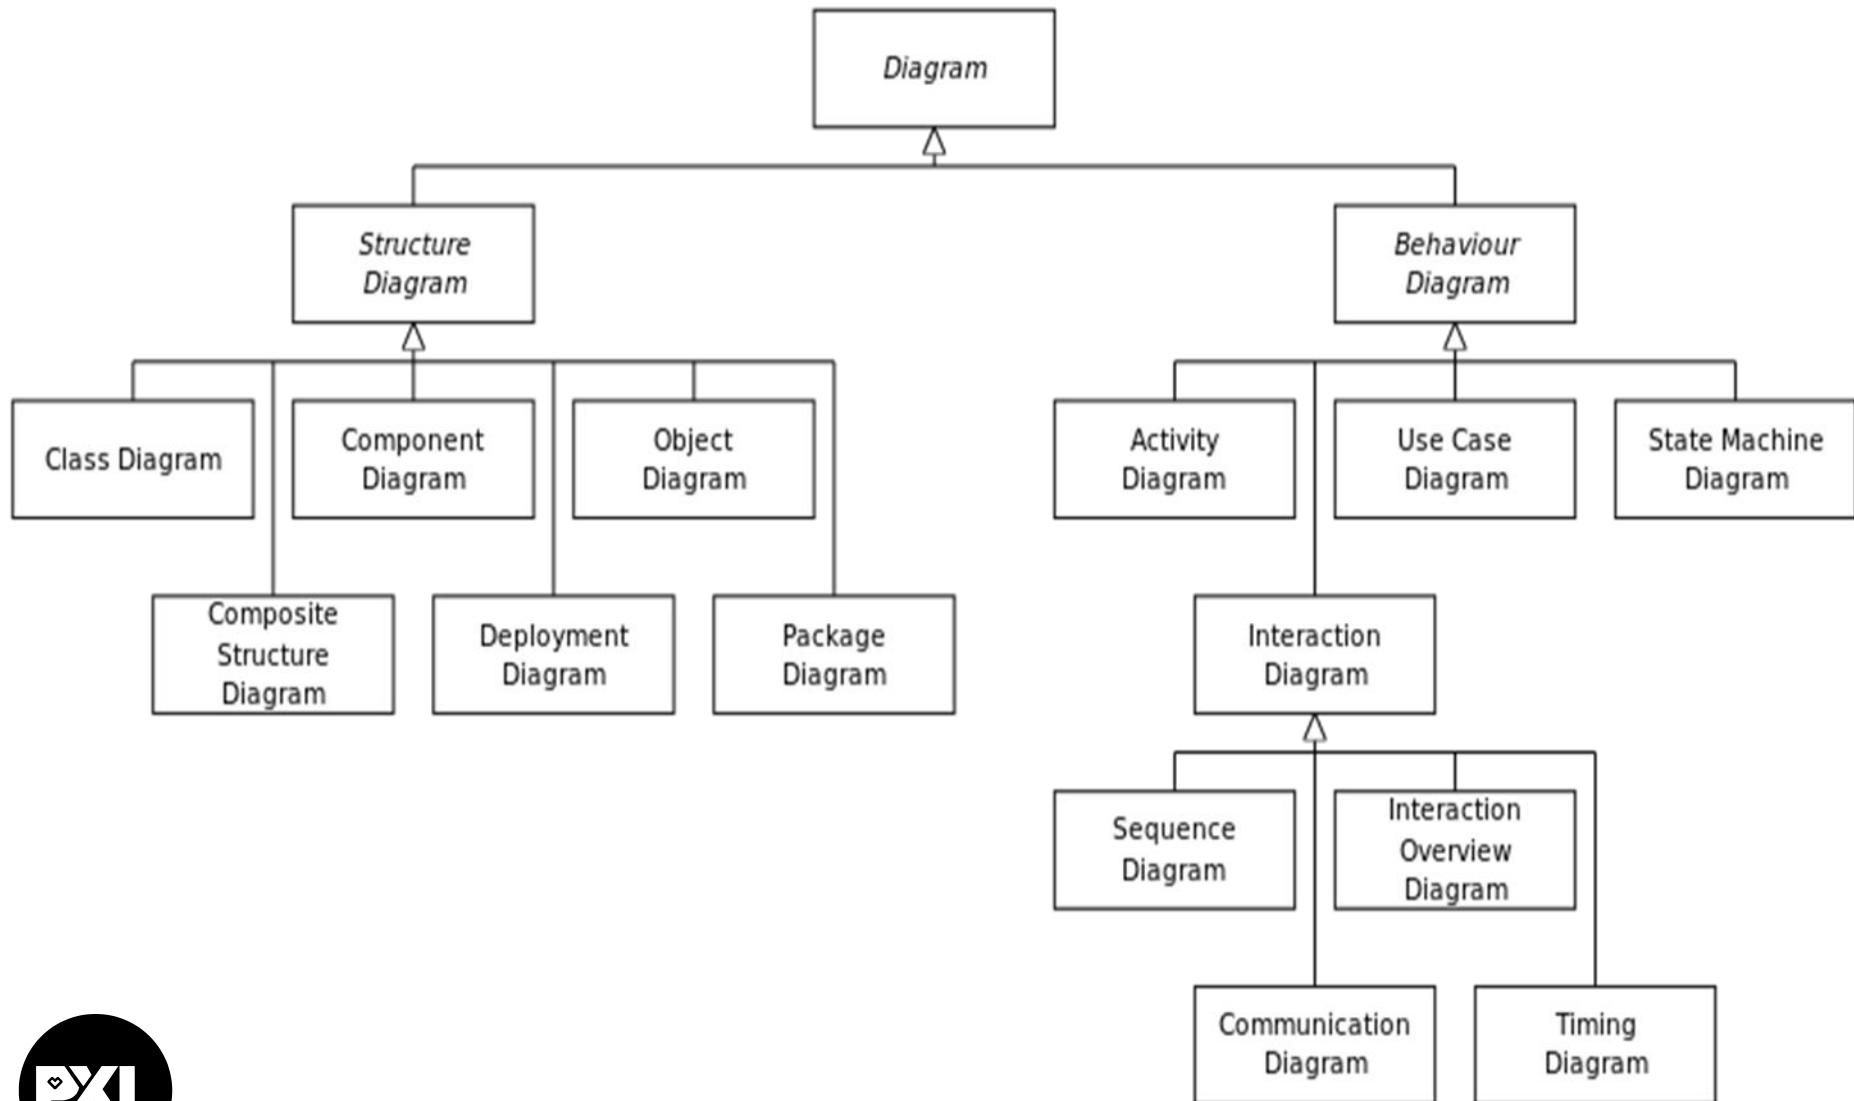 Diagram
Structure
Diagram
Behaviour
Diagram
Class Diagram
Component
Diagram
Object
Diagram
Activity
Diagram
Use Case
Diagram
State Machine
Diagram
Composite
Structure
Diagram
Deployment
Diagram
Package
Diagram
Interaction
Diagram
Sequence
Diagram
Interaction
Overview
Diagram
Communication
Diagram
Timing
Diagram
PXL